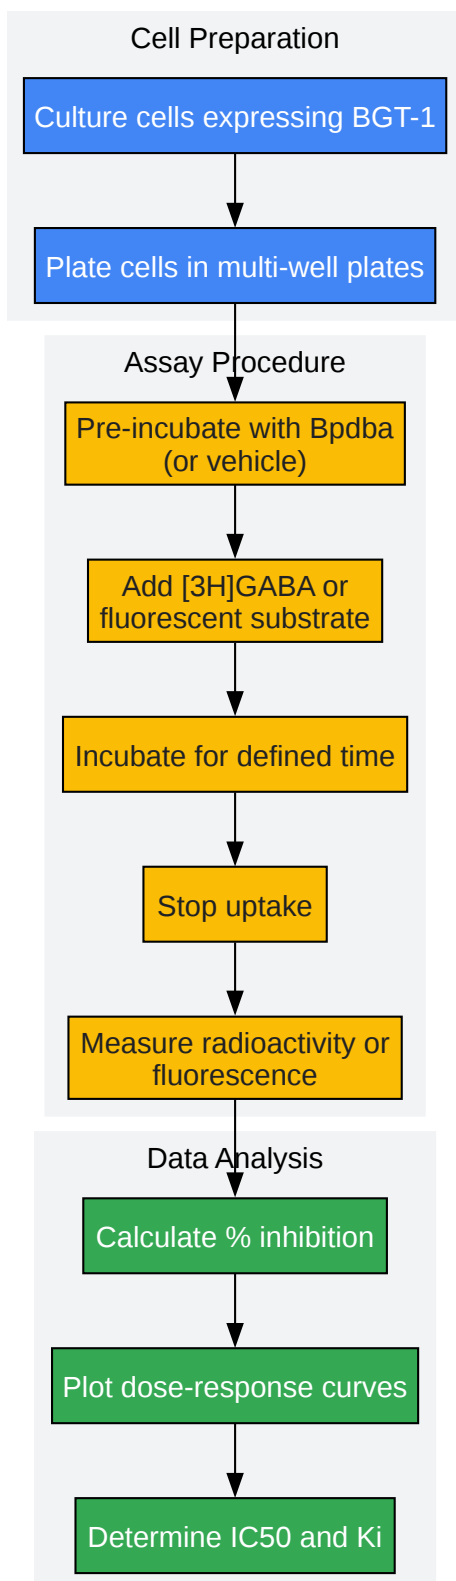 Cell Preparation
Culture cells expressing BGT-1
Plate cells in multi-well plates
Assay Procedure
Pre-incubate with Bpdba
(or vehicle)
Add [3H]GABA or
fluorescent substrate
Incubate for defined time
Stop uptake
Measure radioactivity or
fluorescence
Data Analysis
Calculate % inhibition
Plot dose-response curves
Determine IC50 and Ki